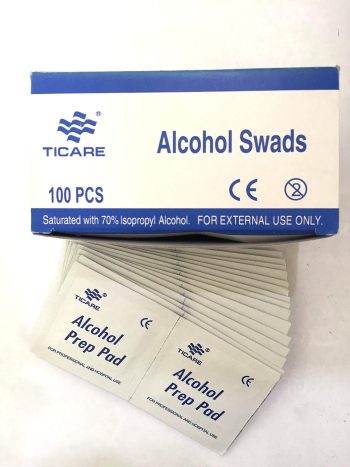 ®
TICARE
Alcohol Swads
100 PCS
CE
Saturated with 70% Isopropyl Alcohol. FOR EXTERNAL USE ONLY.
®
TICARE
CE
Alcohol
Prep Pad
FOR PROFESSIONAL AND HOSPITAL USE
®
TICARE
CE
Alcohol
Prep Pad
FOR PROFESSIONAL AND HOSPITAL USE